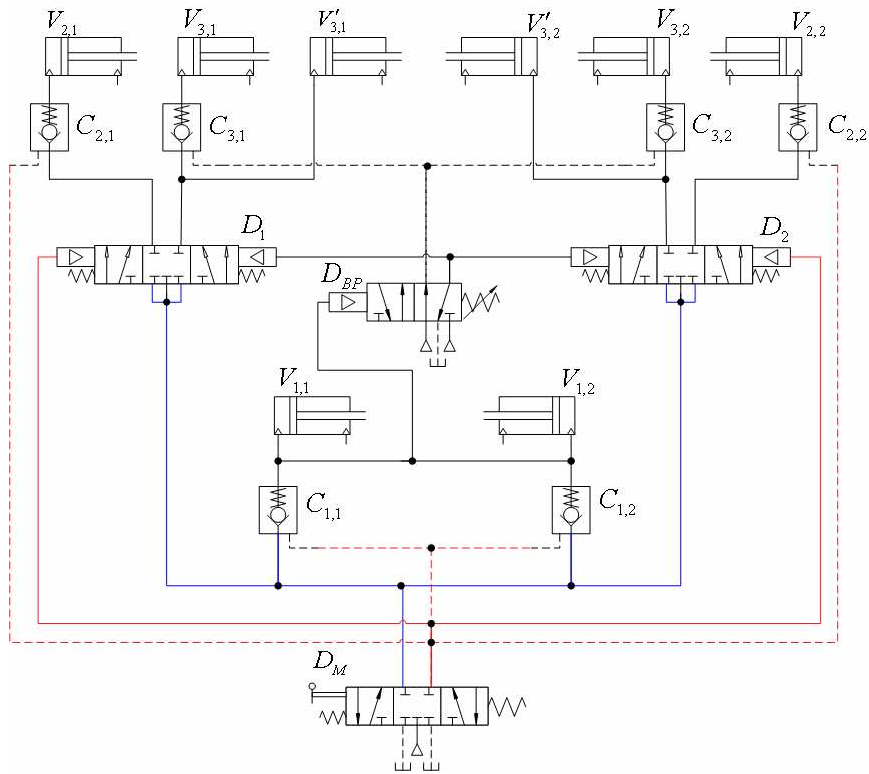 V2,1 V3,1 V′3,1 V′3,2 V3,2 V2,2
C2,1 C3,1 C3,2 C2,2
D1 D2
DBP
V1,1 V1,2
C1,1 C1,2
DM